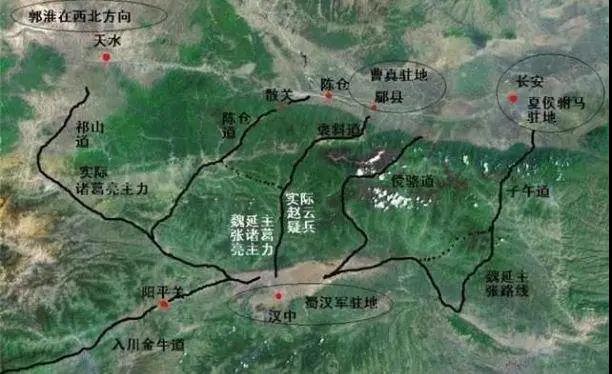 郭淮在西北方向
天水
散关
陈仓
曹真驻地
郿县
长安
夏侯驸马
驻地
祁山
道
实际
诸葛亮主力
陈仓
道
褒斜道
傥骆道
子午道
魏延主
张诸葛
亮主力
实际
赵云
疑兵
魏延主
张路线
阳平关
蜀汉军驻地
汉中
入川金牛道